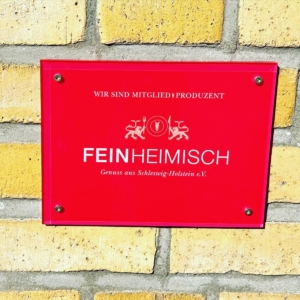 WIR SIND MITGLIED PRODUZENT
FEINHEIMISCH
Genuss aus Schleswig-Holstein e.V.